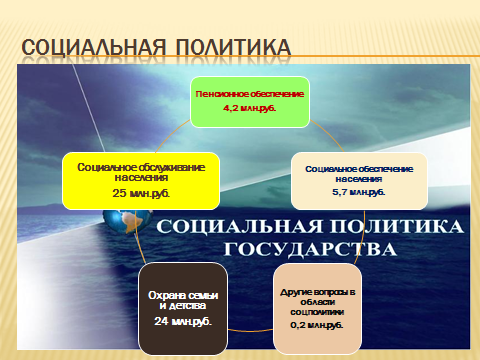 СОЦИАЛЬНАЯ ПОЛИТИКА
Пенсионное обеспечение
4,2 млн.руб.
Социальное обслуживание
населения
25 млн.руб.
Социальное обеспечение
населения
5,7 млн.руб.
СОЦИАЛЬНАЯ ПОЛИТИКА
ГОСУДАРСТВА
Охрана семьи
и детства
24 млн.руб.
Другие вопросы в
области
соцполитики
0,2 млн.руб.